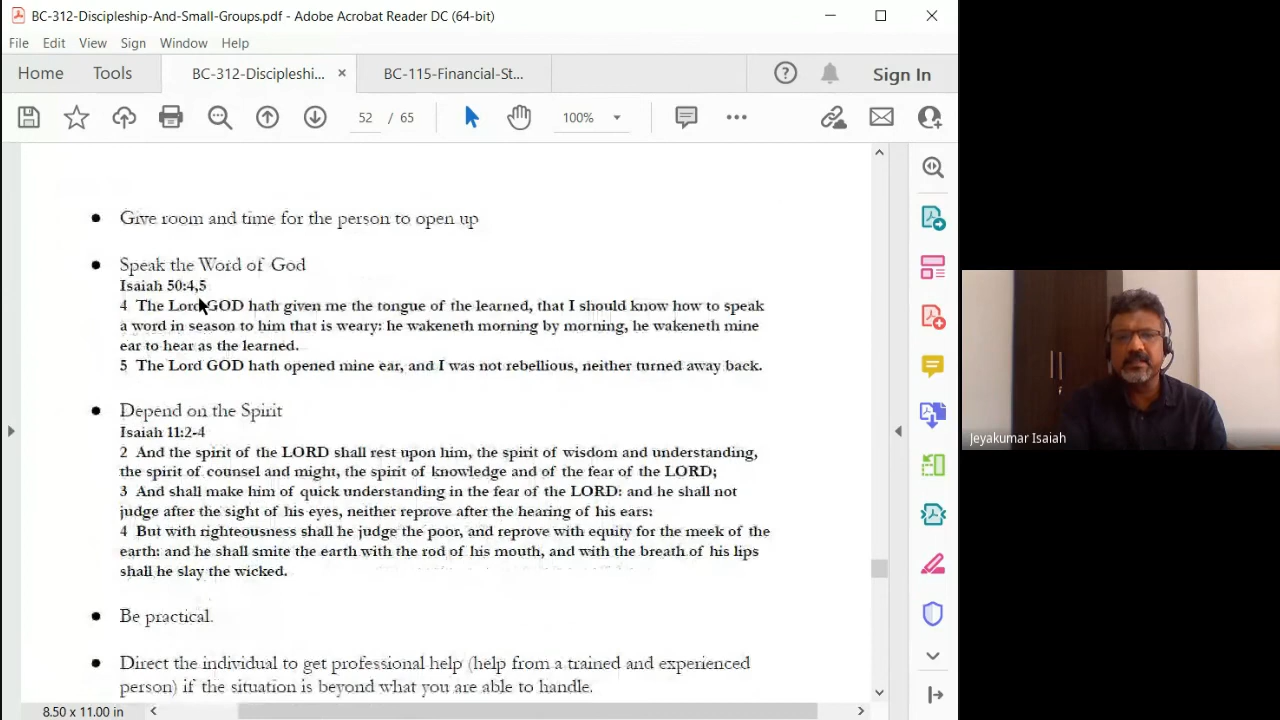 BC-312-Discipleship-And-Small-Groups.pdf - Adobe Acrobat Reader DC (64-bit)
File Edit View Sign Window Help
Home Tools BC-312-Discipleshi... BC-115-Financial-St... Sign In
52 / 65 100%
• Give room and time for the person to open up
• Speak the Word of God
Isaiah 50:4,5
4 The Lord GOD hath given me the tongue of the learned, that I should know how to speak
a word in season to him that is weary: he wakeneth morning by morning, he wakeneth mine
ear to hear as the learned.
5 The Lord GOD hath opened mine ear, and I was not rebellious, neither turned away back.
• Depend on the Spirit
Isaiah 11:2-4
2 And the spirit of the LORD shall rest upon him, the spirit of wisdom and understanding,
the spirit of counsel and might, the spirit of knowledge and of the fear of the LORD;
3 And shall make him of quick understanding in the fear of the LORD: and he shall not
judge after the sight of his eyes, neither reprove after the hearing of his ears:
4 But with righteousness shall he judge the poor, and reprove with equity for the meek of the
earth: and he shall smite the earth with the rod of his mouth, and with the breath of his lips
shall he slay the wicked.
• Be practical.
• Direct the individual to get professional help (help from a trained and experienced
person) if the situation is beyond what you are able to handle.
8.50 x 11.00 in
Jeyakumar Isaiah